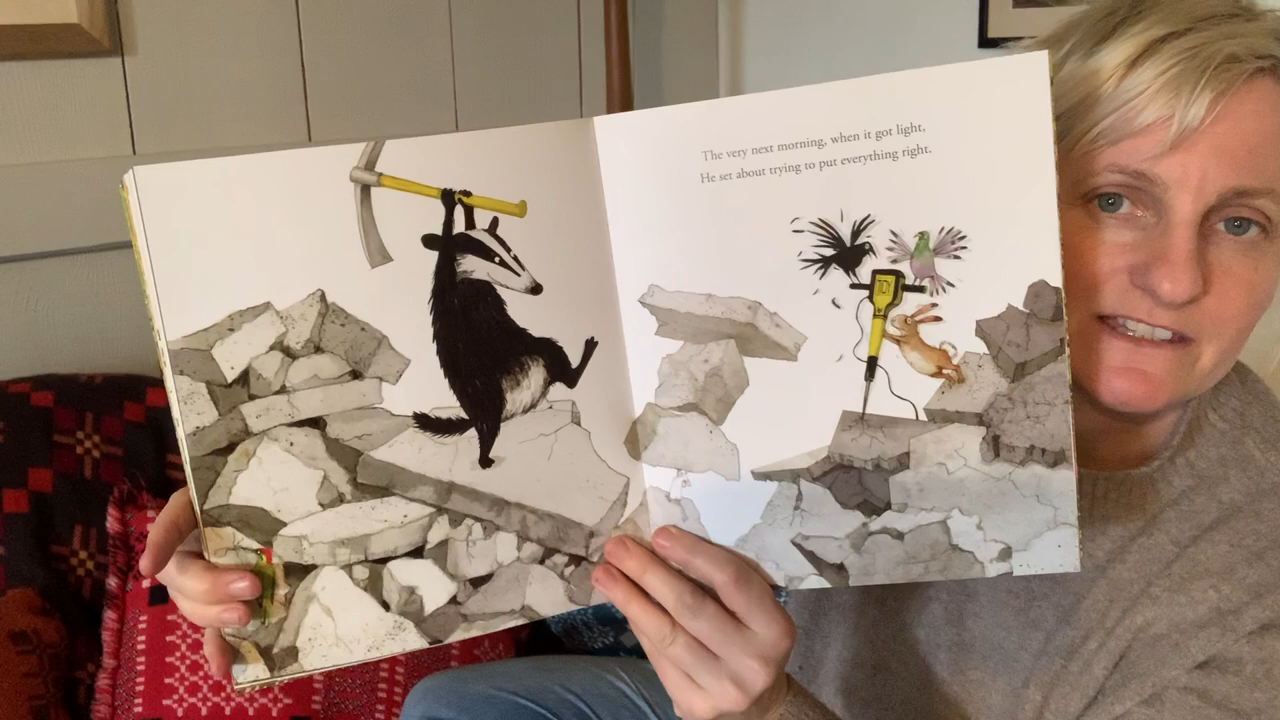 The very next morning, when it got light,
He set about trying to put everything right.